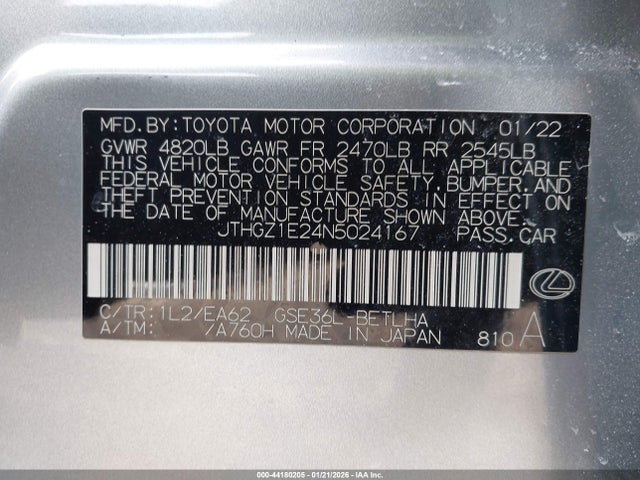 MFD. BY: TOYOTA MOTOR CORPORATION 01/22
GVWR 4820LB GAWR FR 2470LB RR 2545LB
THIS VEHICLE CONFORMS TO ALL APPLICABLE
FEDERAL MOTOR VEHICLE SAFETY, BUMPER, AND
THEFT PREVENTION STANDARDS IN EFFECT ON
THE DATE OF MANUFACTURE SHOWN ABOVE.
JTHGZ1E24N5024167 PASS. CAR
C/TR: 1L2/EA62 GSE36L-BETLHA
A/TM: /A760H MADE IN JAPAN 810 A
000-44180205 - 01/21/2026 - IAA Inc.